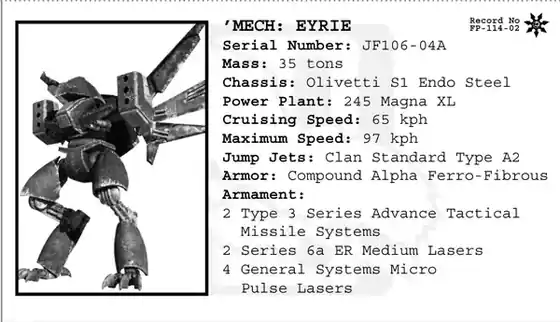 'MECH: EYRIE
Record No
FP-114-02
Serial Number: JF106-04A
Mass: 35 tons
Chassis: Olivetti S1 Endo Steel
Power Plant: 245 Magna XL
Cruising Speed: 65 kph
Maximum Speed: 97 kph
Jump Jets: Clan Standard Type A2
Armor: Compound Alpha Ferro-Fibrous
Armament:
2 Type 3 Series Advance Tactical
Missile Systems
2 Series 6a ER Medium Lasers
4 General Systems Micro
Pulse Lasers